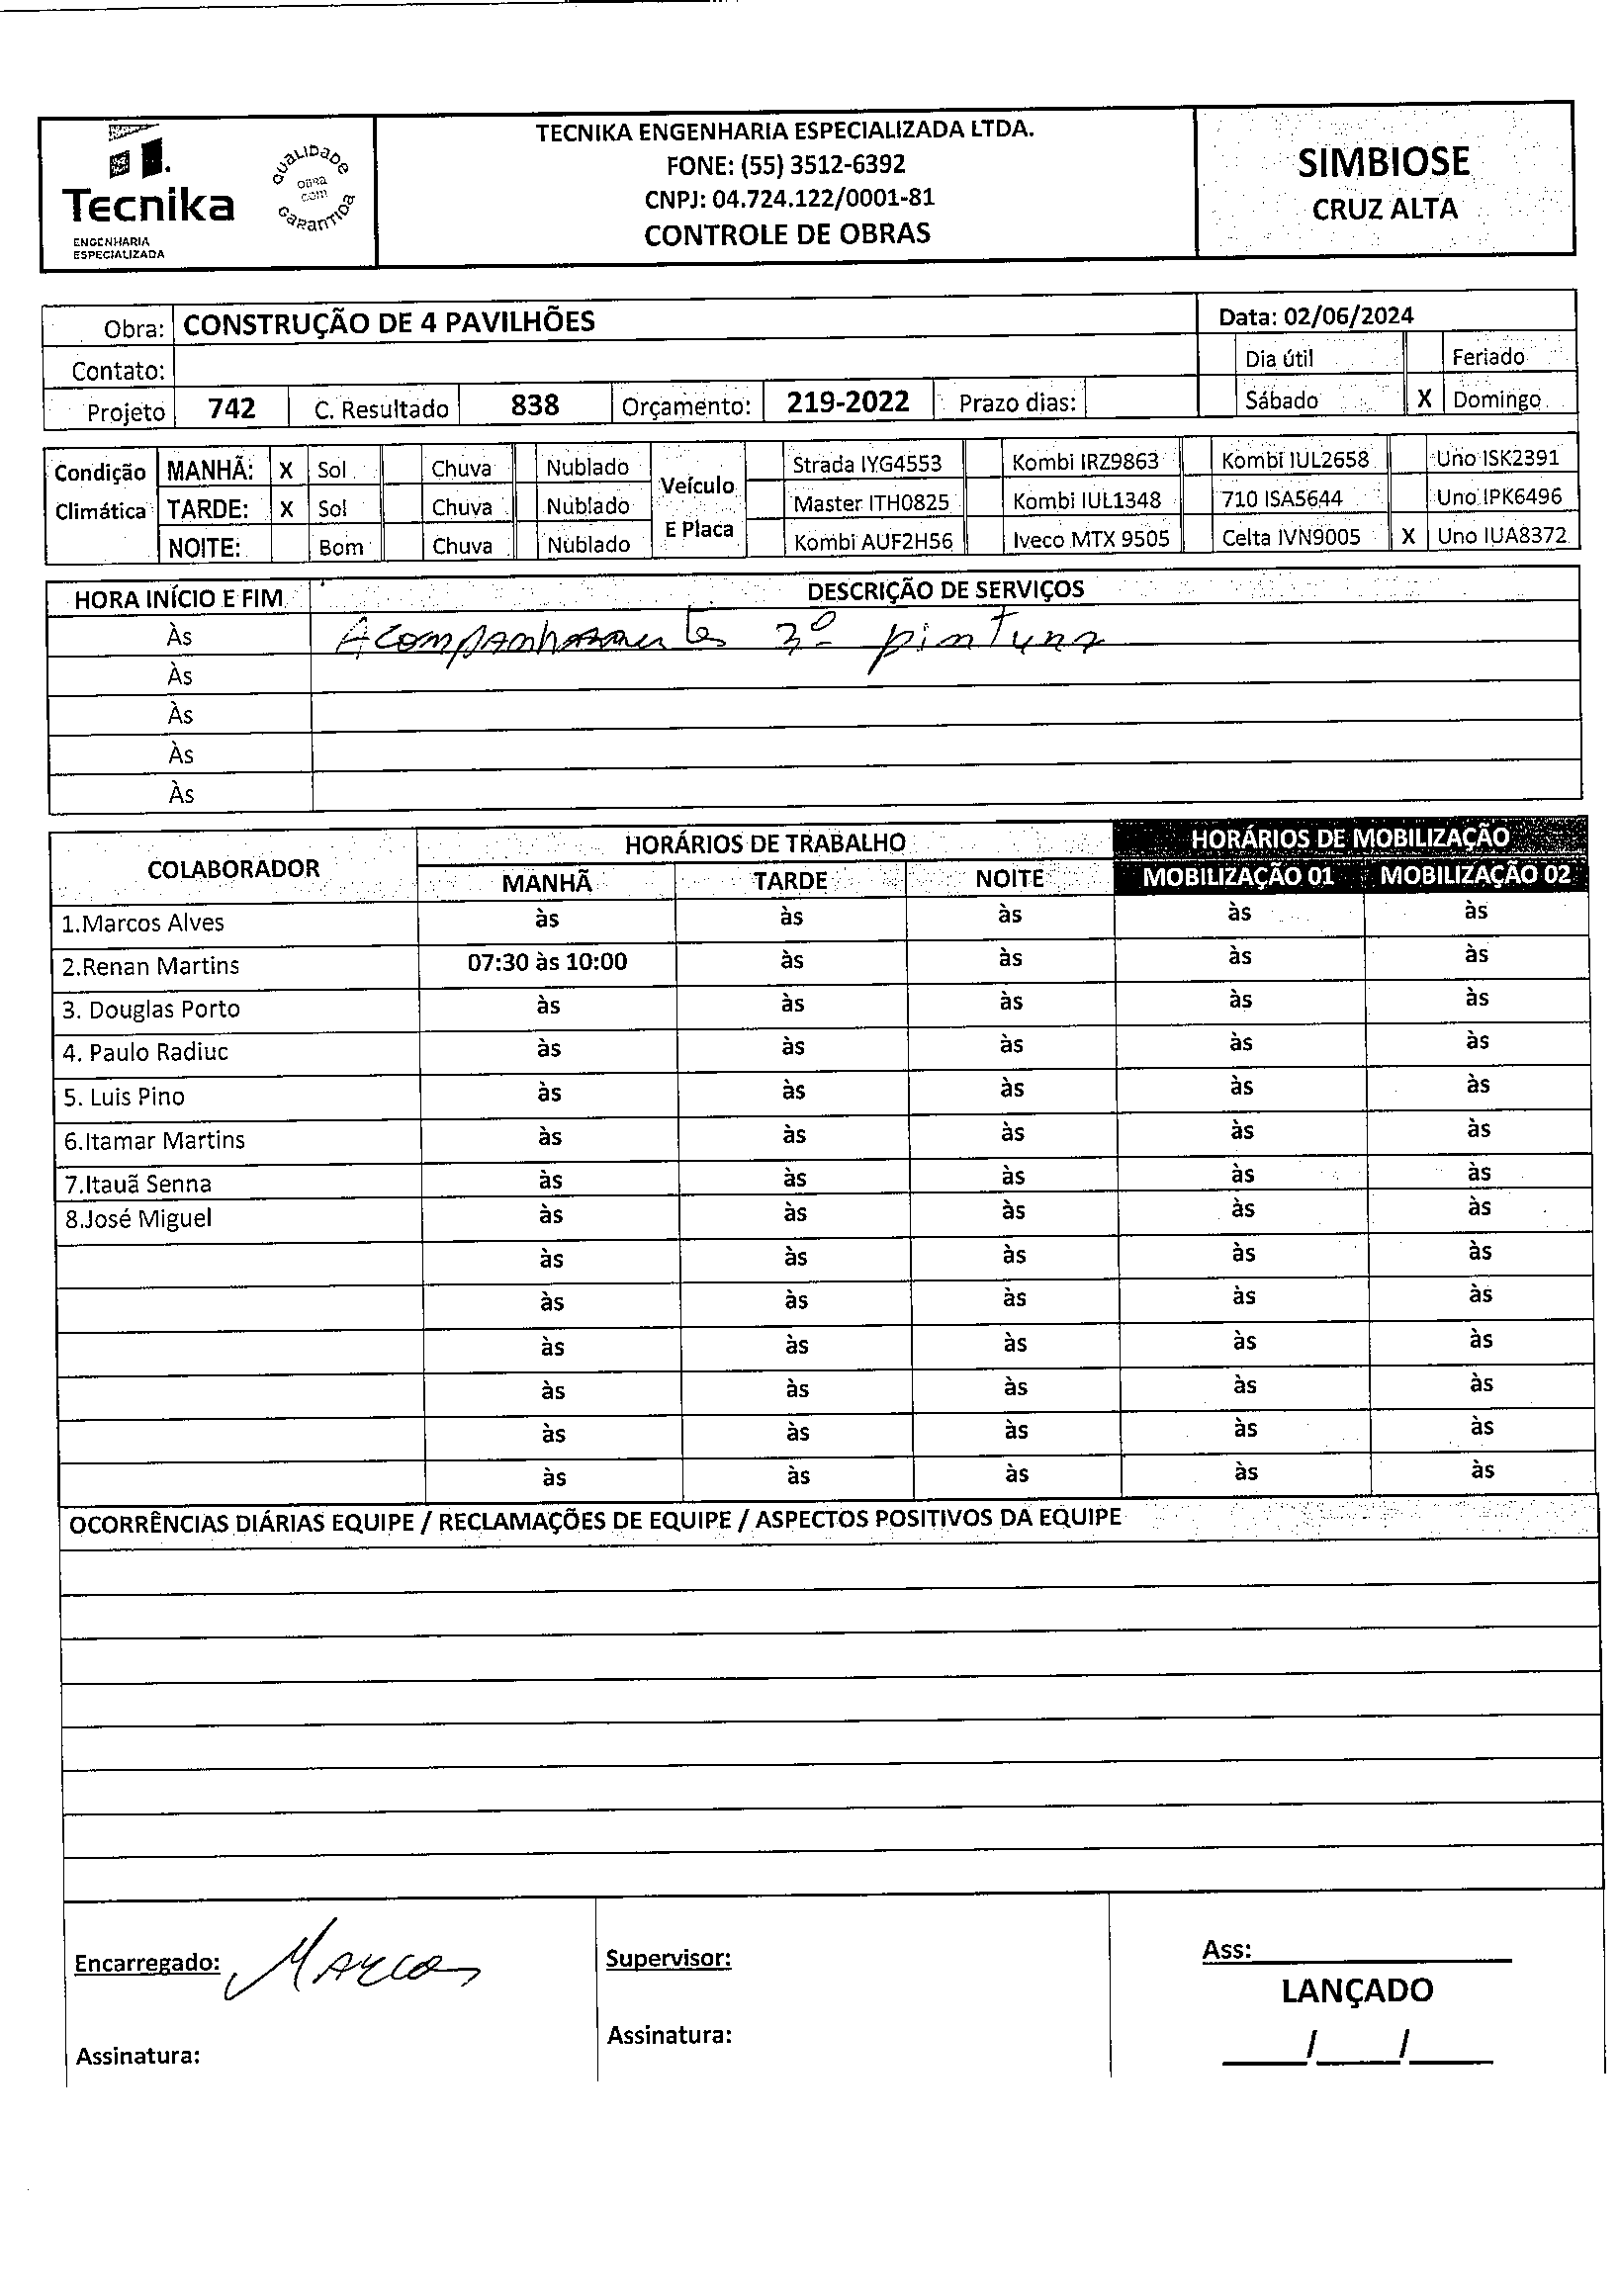 Tecnika
ENGENHARIA
ESPECIALIZADA
QUALIDADE
OBRA
COM
GARANTIDA
TECNIKA ENGENHARIA ESPECIALIZADA LTDA.
FONE: (55) 3512-6392
CNPJ: 04.724.122/0001-81
CONTROLE DE OBRAS
SIMBIOSE
CRUZ ALTA
Obra: CONSTRUÇÃO DE 4 PAVILHÕES Data: 02/06/2024
Contato: Dia útil Feriado
Projeto 742 C. Resultado 838 Orçamento: 219-2022 Prazo dias: Sábado X Domingo
Condição MANHÃ: X Sol Chuva Nublado Veículo Strada IYG4553 Kombi IRZ9863 Kombi IUL2658 Uno ISK2391
Climática TARDE: X Sol Chuva Nublado Master ITH0825 Kombi IUL1348 710 ISA5644 Uno IPK6496
NOITE: Bom Chuva Nublado E Placa Kombi AUF2H56 Iveco MTX 9505 Celta IVN9005 X Uno IUA8372
HORA INÍCIO E FIM DESCRIÇÃO DE SERVIÇOS
Às Acompanhamento 3º pintura
Às
Às
Às
Às
COLABORADOR HORÁRIOS DE TRABALHO HORÁRIOS DE MOBILIZAÇÃO
MANHÃ TARDE NOITE MOBILIZAÇÃO 01 MOBILIZAÇÃO 02
1.Marcos Alves às às às às às
2.Renan Martins 07:30 às 10:00 às às às às
3. Douglas Porto às às às às às
4. Paulo Radiuc às às às às às
5. Luis Pino às às às às às
6.Itamar Martins às às às às às
7.Itauã Senna às às às às às
8.José Miguel às às às às às
às às às às às
às às às às às
às às às às às
às às às às às
às às às às às
às às às às às
OCORRÊNCIAS DIÁRIAS EQUIPE / RECLAMAÇÕES DE EQUIPE / ASPECTOS POSITIVOS DA EQUIPE
Encarregado: Marcos Supervisor: Ass:
LANÇADO
Assinatura: Assinatura: / /